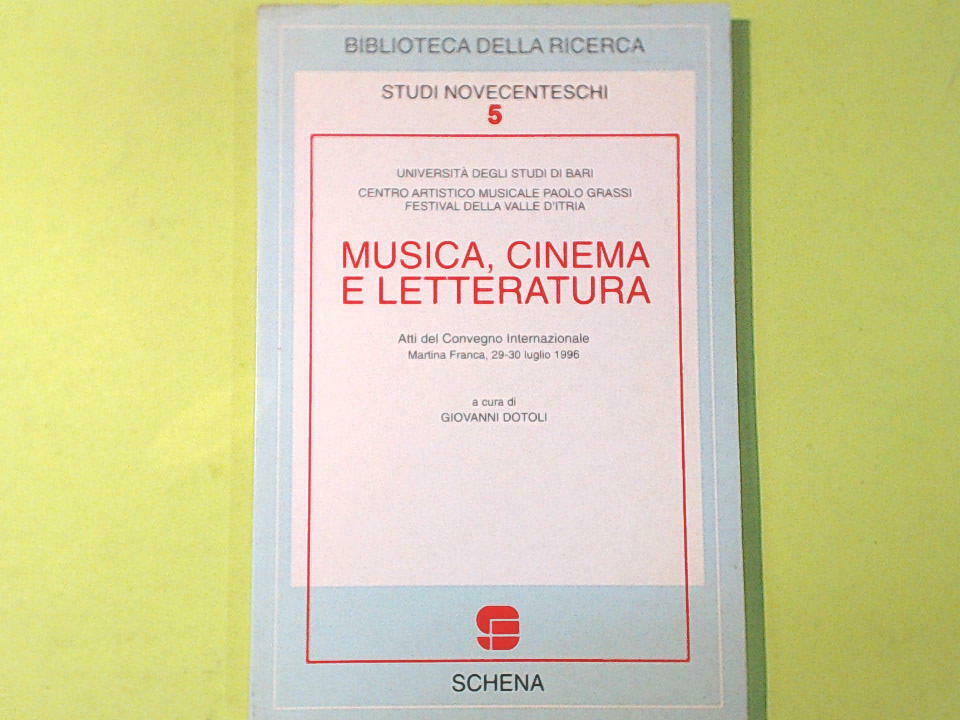 BIBLIOTECA DELLA RICERCA
STUDI NOVECENTESCHI
5
UNIVERSITÀ DEGLI STUDI DI BARI
CENTRO ARTISTICO MUSICALE PAOLO GRASSI
FESTIVAL DELLA VALLE D'ITRIA
MUSICA, CINEMA
E LETTERATURA
Atti del Convegno Internazionale
Martina Franca, 29-30 luglio 1996
a cura di
GIOVANNI DOTOLI
SCHENA